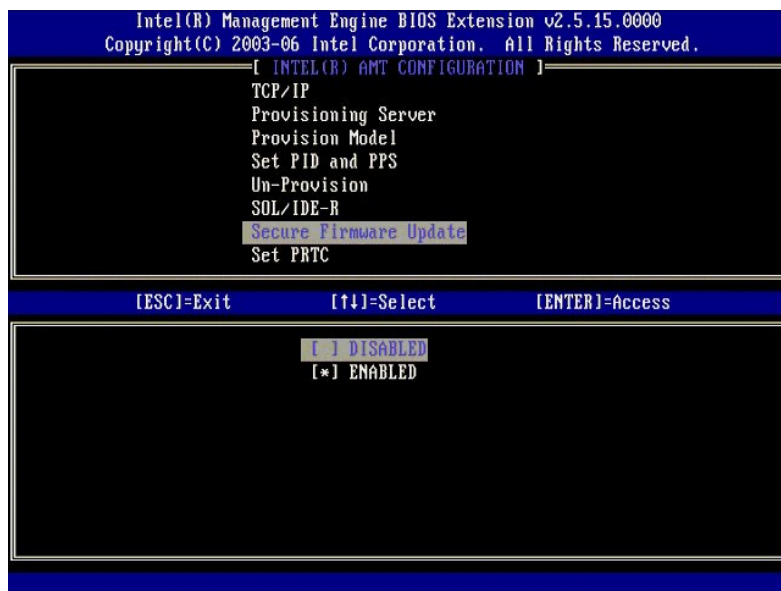 Intel(R) Management Engine BIOS Extension v2.5.15.0000
Copyright(C) 2003-06 Intel Corporation. All Rights Reserved.
[ INTEL(R) AMT CONFIGURATION ]
TCP/IP
Provisioning Server
Provision Model
Set PID and PPS
Un-Provision
SOL/IDE-R
Secure Firmware Update
Set PRTC
[ESC]=Exit [↑↓]=Select [ENTER]=Access
[ ] DISABLED
[*] ENABLED